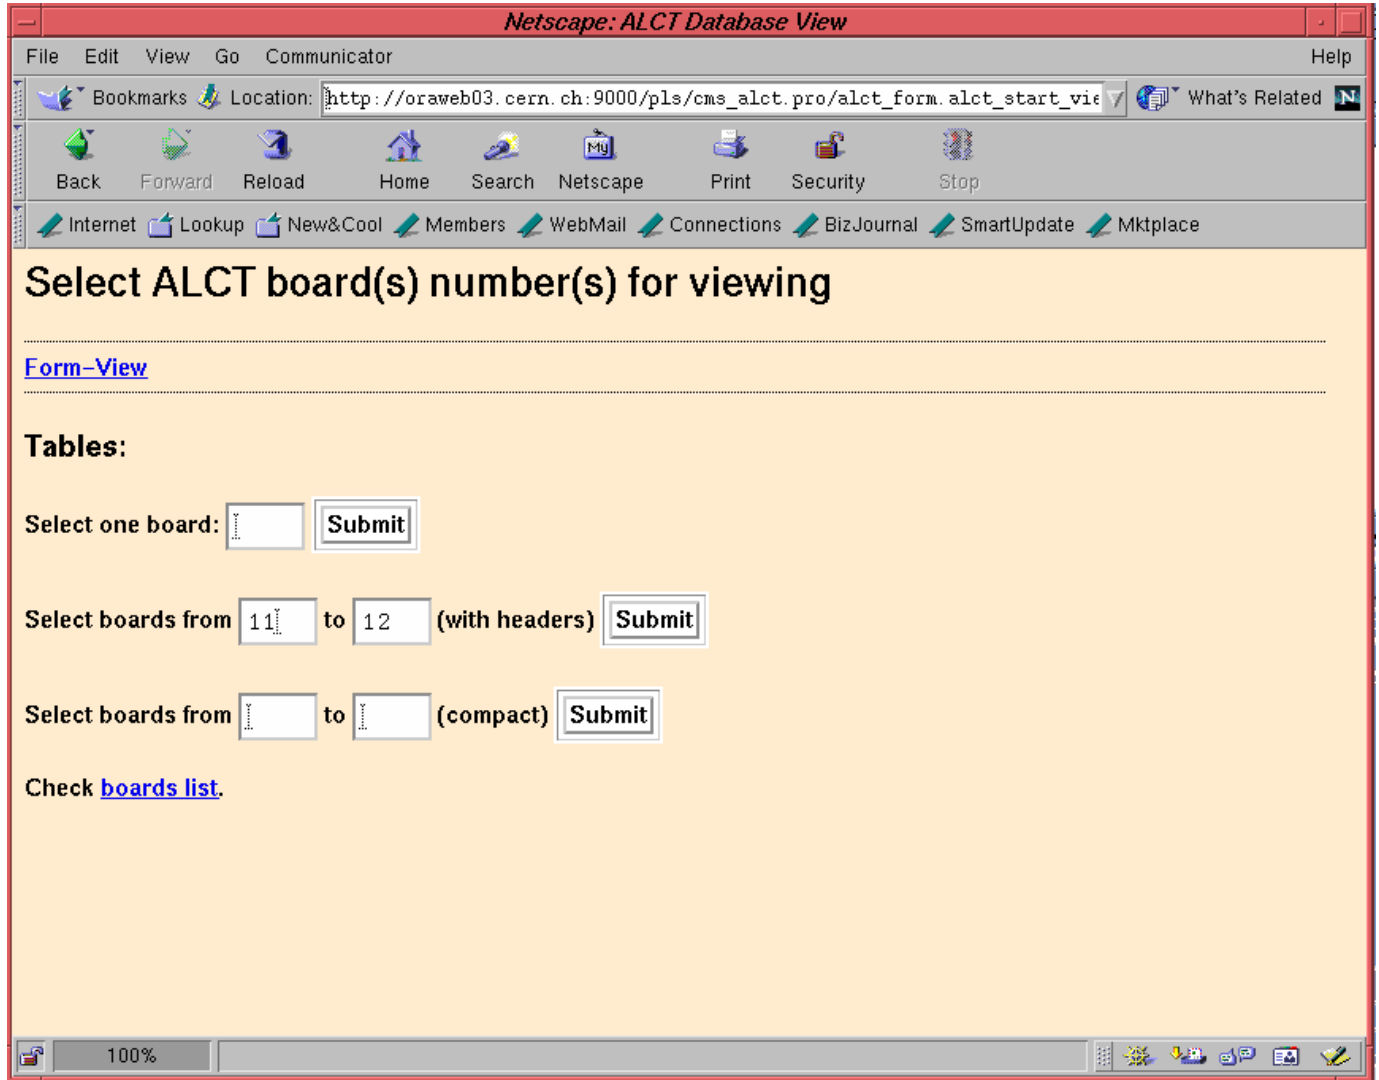 Netscape: ALCT Database View
File Edit View Go Communicator Help
Bookmarks Location: http://oraweb03.cern.ch:9000/pls/cms_alct.pro/alct_form.alct_start_vie What's Related N
My
Back Forward Reload Home Search Netscape Print Security Stop
Internet Lookup New&Cool Members WebMail Connections BizJournal SmartUpdate Mktplace
Select ALCT board(s) number(s) for viewing
Form-View
Tables:
Select one board: Submit
Select boards from 11 to 12 (with headers) Submit
Select boards from to (compact) Submit
Check boards list.
100%